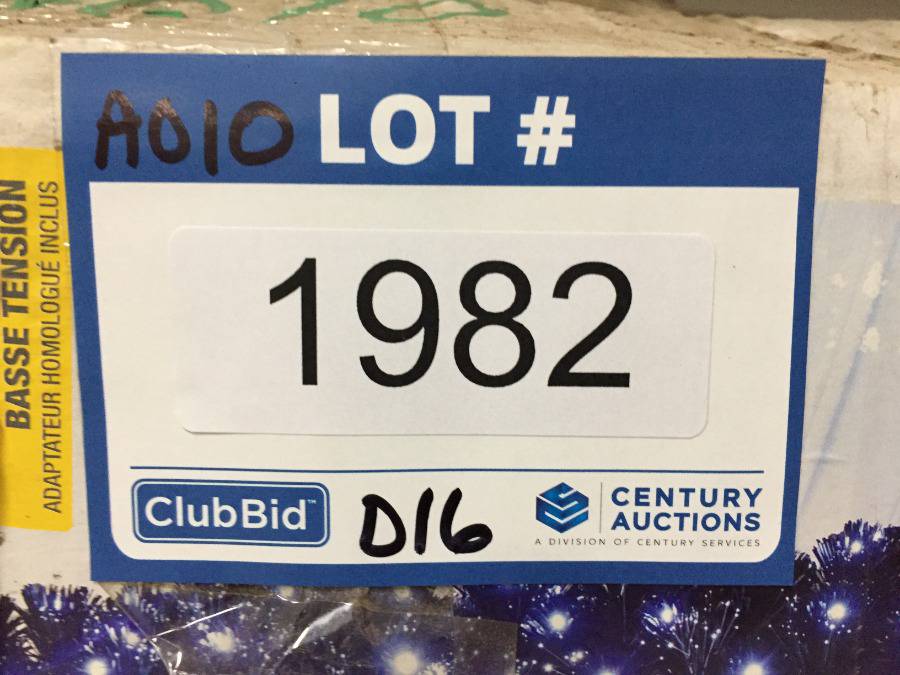 A010 LOT #
1982
ClubBid™
D16
CENTURY
AUCTIONS
A DIVISION OF CENTURY SERVICES
BASSE TENSION
ADAPTATEUR HOMOLOGUÉ INCLUS